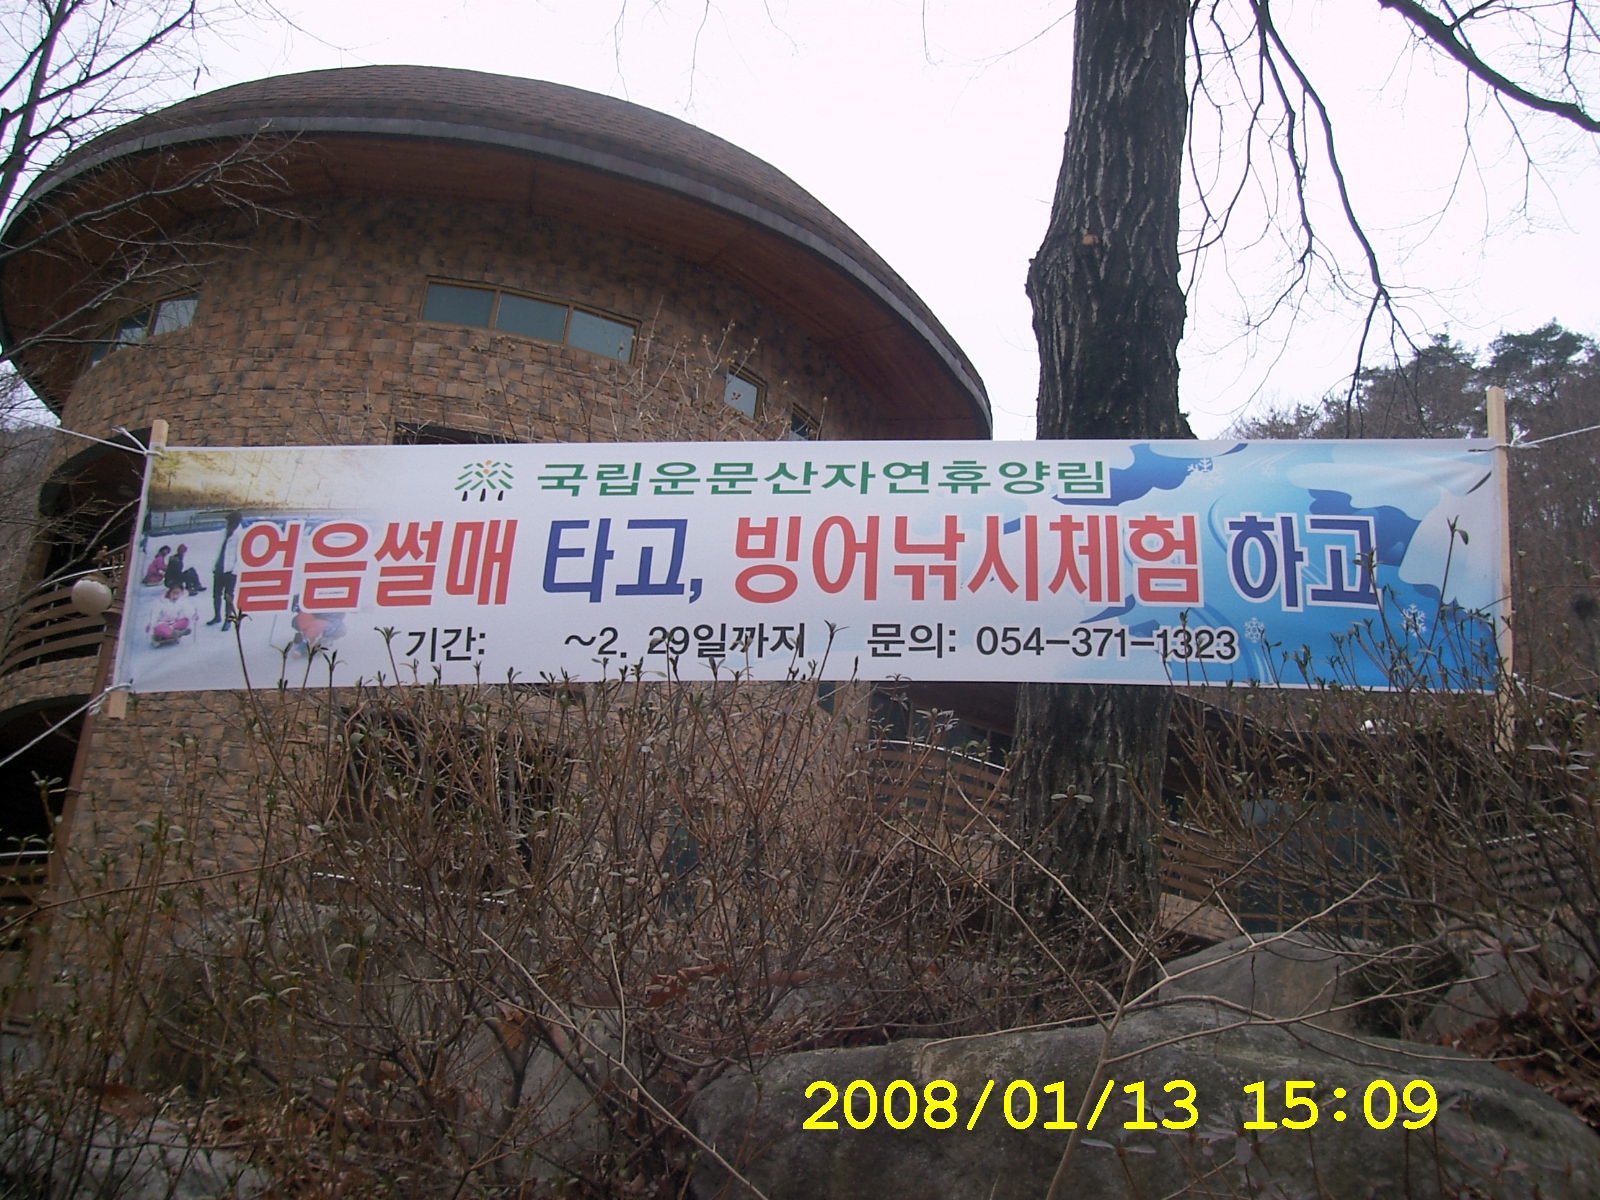 국립운문산자연휴양림
얼음썰매 타고, 빙어낚시체험 하고
기간: ~2. 29일까지 문의: 054-371-1323
2008/01/13 15:09